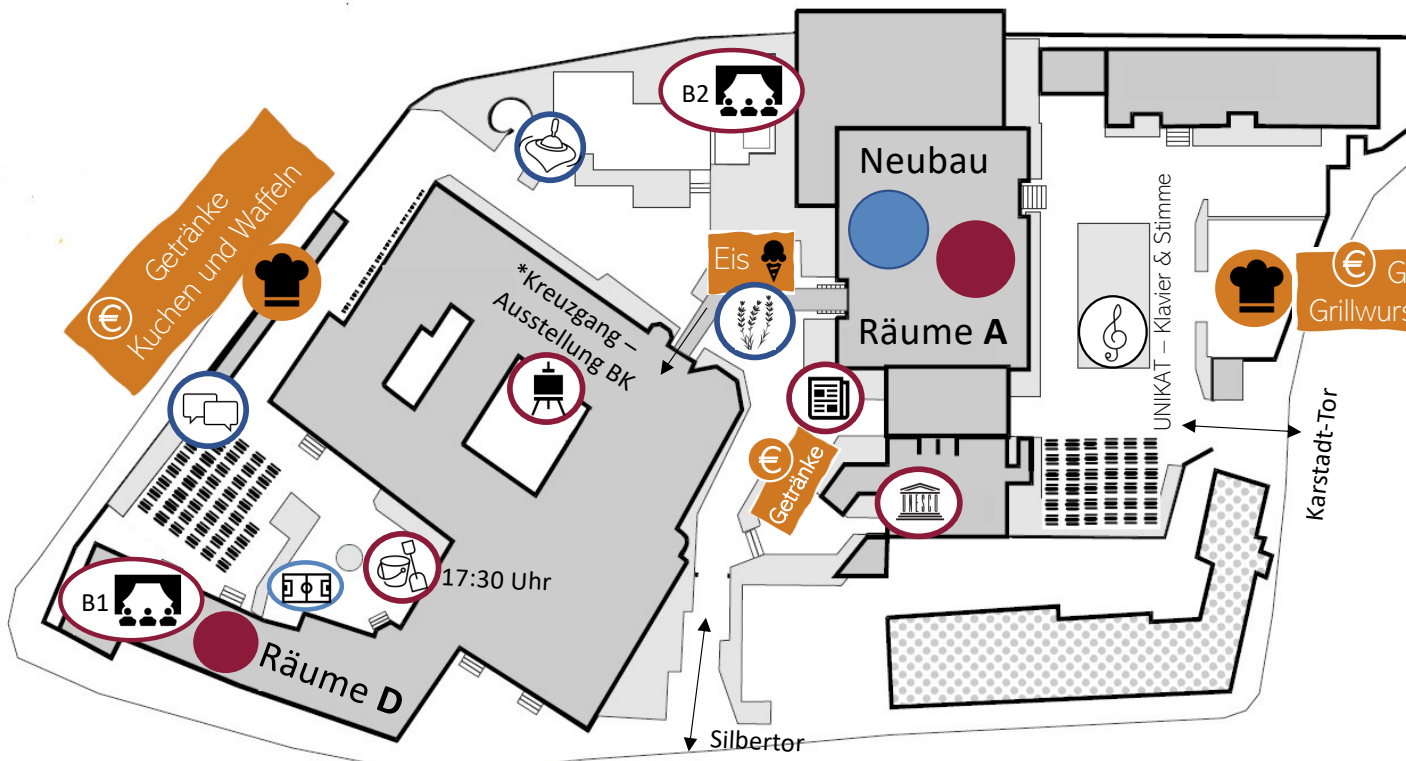 B2
Neubau
Getränke
€ Kuchen und Waffeln
Eis
*Kreuzgang –
Ausstellung BK
Räume A
UNIKAT – Klavier & Stimme
€ G
Grillwurs
€ Getränke
UNESCO
Karstadt-Tor
17:30 Uhr
B1
Räume D
Silbertor